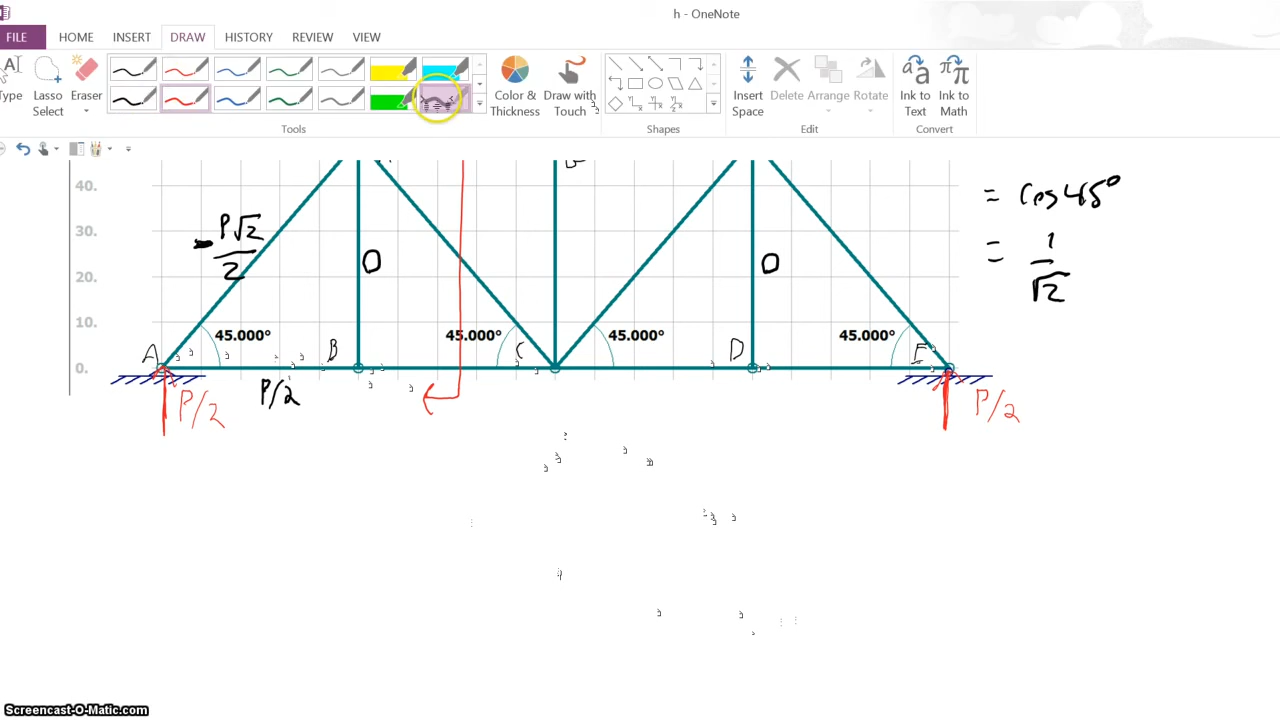 h - OneNote
FILE HOME INSERT DRAW HISTORY REVIEW VIEW
Type
Lasso
Select
Eraser
Color &
Thickness
Draw with
Touch
Insert
Space
Delete
Arrange
Rotate
Ink to
Text
Ink to
Math
Tools
Shapes
Edit
Convert
40.
30.
20.
10.
0.
-P√2
2
0
0
= cos 45°
= 1
√2
45.000°
45.000°
45.000°
45.000°
A
B
C
D
P/2
P/2
P/2
Screencast-O-Matic.com